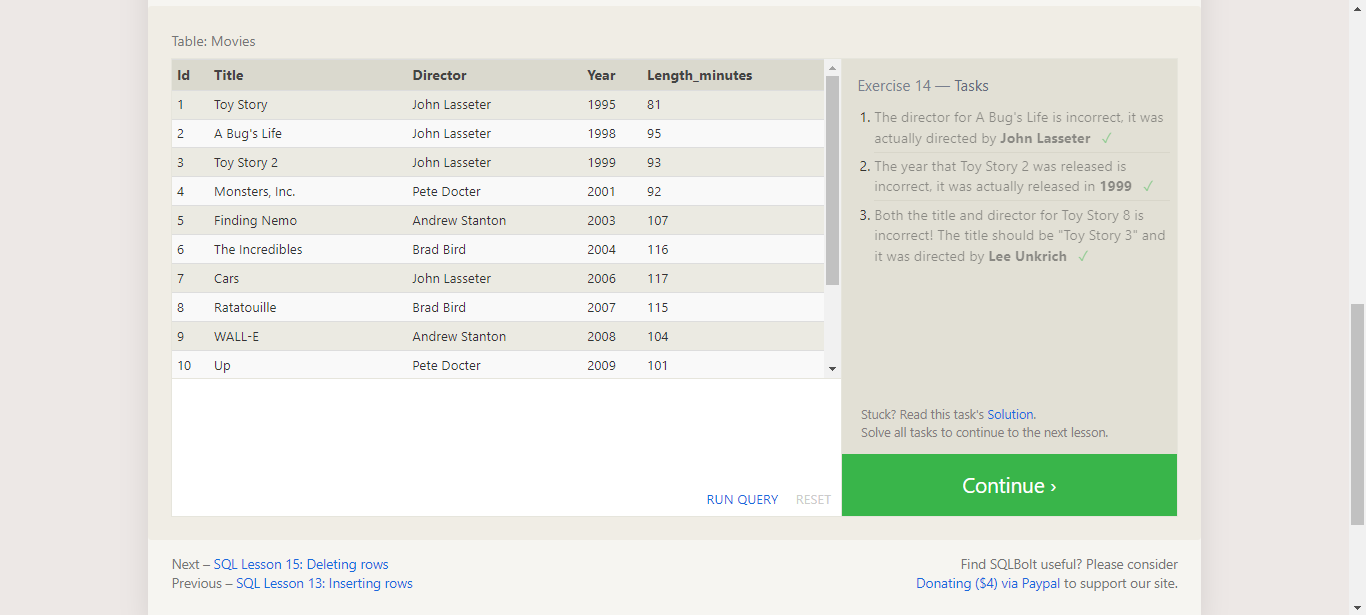 Table: Movies
Id Title Director Year Length_minutes
1 Toy Story John Lasseter 1995 81
2 A Bug's Life John Lasseter 1998 95
3 Toy Story 2 John Lasseter 1999 93
4 Monsters, Inc. Pete Docter 2001 92
5 Finding Nemo Andrew Stanton 2003 107
6 The Incredibles Brad Bird 2004 116
7 Cars John Lasseter 2006 117
8 Ratatouille Brad Bird 2007 115
9 WALL-E Andrew Stanton 2008 104
10 Up Pete Docter 2009 101
RUN QUERY RESET
Exercise 14 — Tasks
1. The director for A Bug's Life is incorrect, it was
actually directed by John Lasseter ✓
2. The year that Toy Story 2 was released is
incorrect, it was actually released in 1999 ✓
3. Both the title and director for Toy Story 8 is
incorrect! The title should be "Toy Story 3" and
it was directed by Lee Unkrich ✓
Stuck? Read this task's Solution.
Solve all tasks to continue to the next lesson.
Continue ›
Next – SQL Lesson 15: Deleting rows
Previous – SQL Lesson 13: Inserting rows
Find SQLBolt useful? Please consider
Donating ($4) via Paypal to support our site.